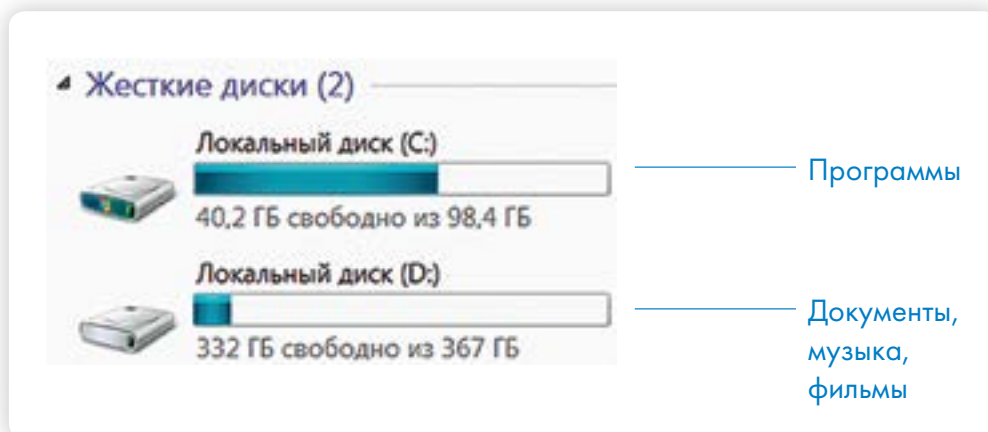 Жесткие диски (2)
Локальный диск (C:)
Программы
40,2 ГБ свободно из 98,4 ГБ
Локальный диск (D:)
Документы,
музыка,
фильмы
332 ГБ свободно из 367 ГБ